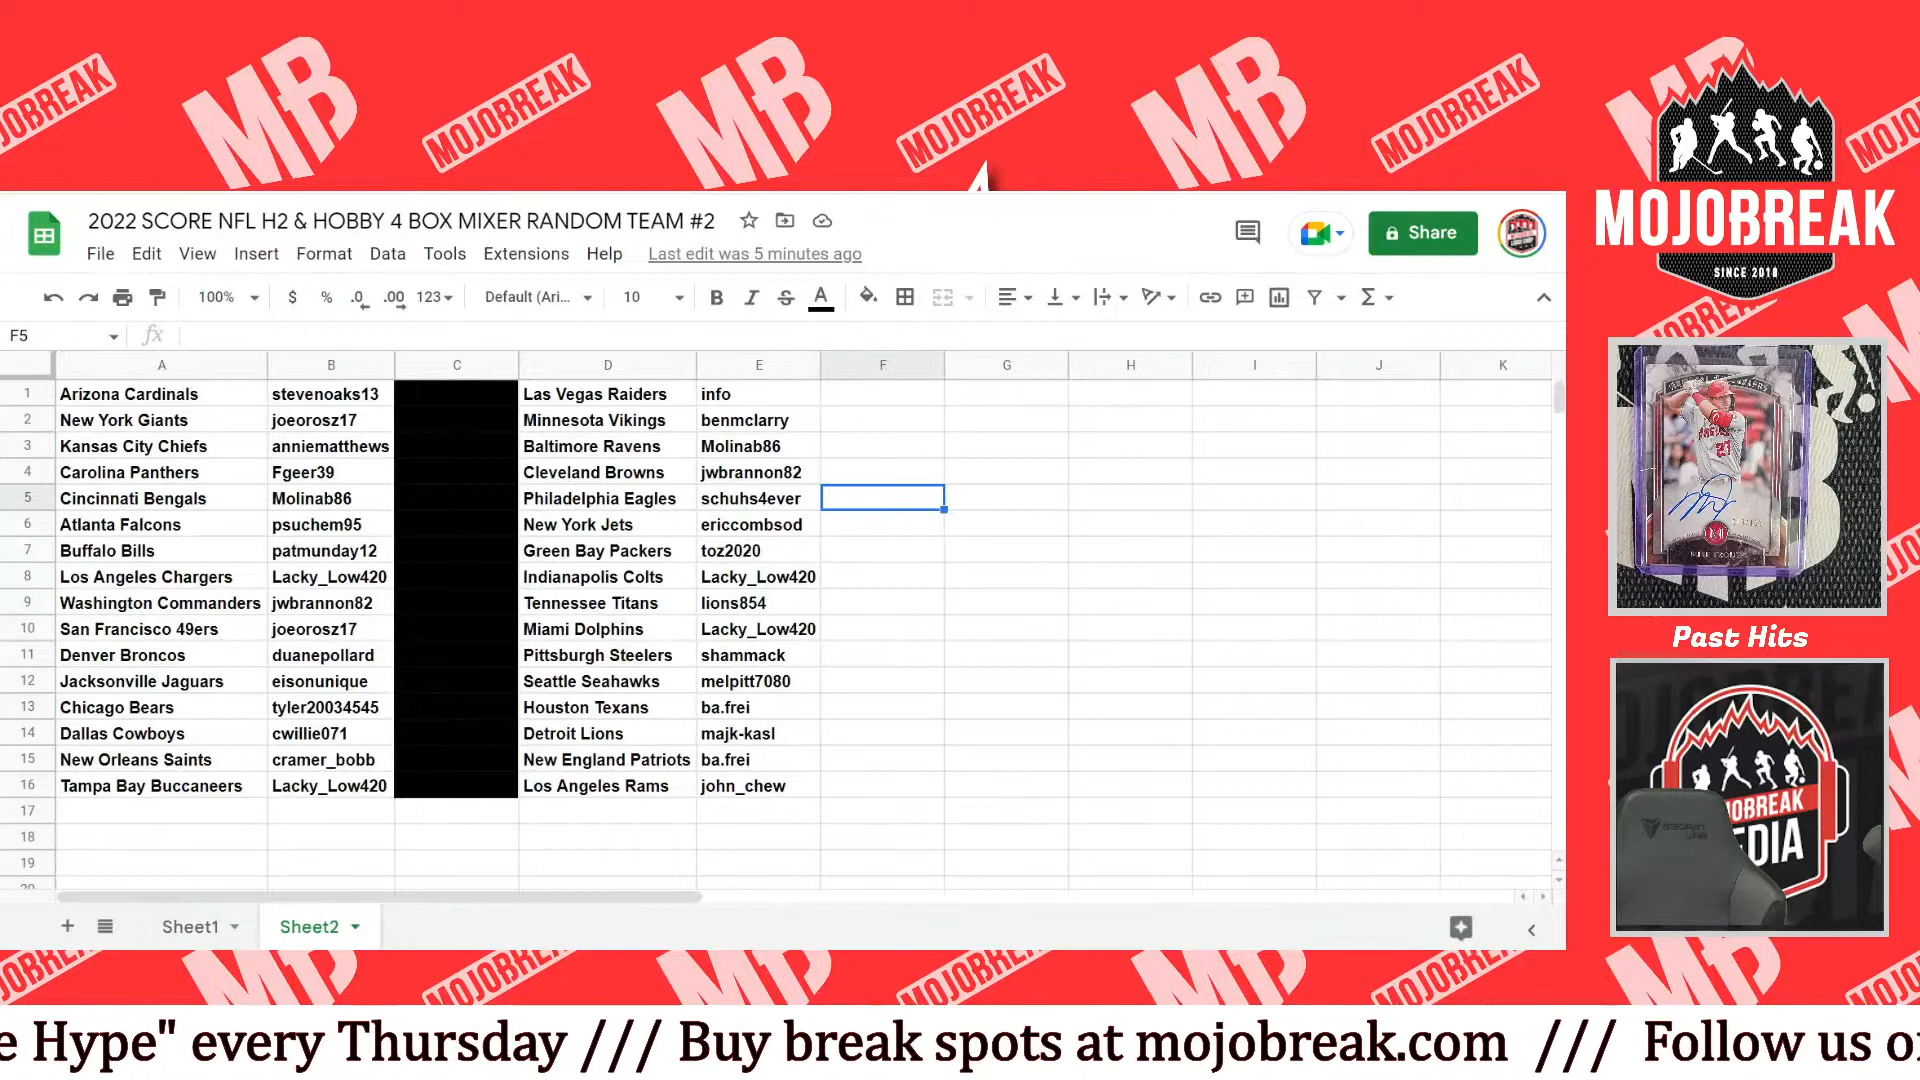 MOJOBREAK
MB
MOJOBREAK
MB
MOJOBREAK
MB
MOJOBREAK
MOJOBREAK
SINCE 2010
2022 SCORE NFL H2 & HOBBY 4 BOX MIXER RANDOM TEAM #2
Share
File Edit View Insert Format Data Tools Extensions Help Last edit was 5 minutes ago
100% $ % .0 .00 123 Default (Ari... 10 B I S A
F5 fx
A B C D E F G H I J K
1 Arizona Cardinals stevenoaks13 Las Vegas Raiders info
2 New York Giants joeorosz17 Minnesota Vikings benmclarry
3 Kansas City Chiefs anniematthews Baltimore Ravens Molinab86
4 Carolina Panthers Fgeer39 Cleveland Browns jwbrannon82
5 Cincinnati Bengals Molinab86 Philadelphia Eagles schuhs4ever
6 Atlanta Falcons psuchem95 New York Jets ericcombsod
7 Buffalo Bills patmunday12 Green Bay Packers toz2020
8 Los Angeles Chargers Lacky_Low420 Indianapolis Colts Lacky_Low420
9 Washington Commanders jwbrannon82 Tennessee Titans lions854
10 San Francisco 49ers joeorosz17 Miami Dolphins Lacky_Low420
11 Denver Broncos duanepollard Pittsburgh Steelers shammack
12 Jacksonville Jaguars eisonunique Seattle Seahawks melpitt7080
13 Chicago Bears tyler20034545 Houston Texans ba.frei
14 Dallas Cowboys cwillie071 Detroit Lions majk-kasl
15 New Orleans Saints cramer_bobb New England Patriots ba.frei
16 Tampa Bay Buccaneers Lacky_Low420 Los Angeles Rams john_chew
17
18
19
20
Past Hits
Sheet1 Sheet2
e Hype" every Thursday /// Buy break spots at mojobreak.com /// Follow us o